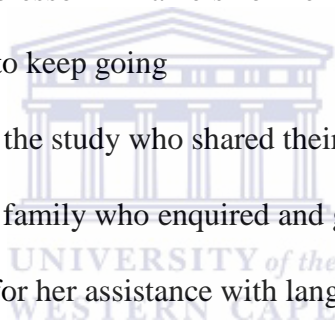 to keep going
the study who shared their
family who enquired and
UNIVERSITY of the
for her assistance with lang
WESTERN CAPE